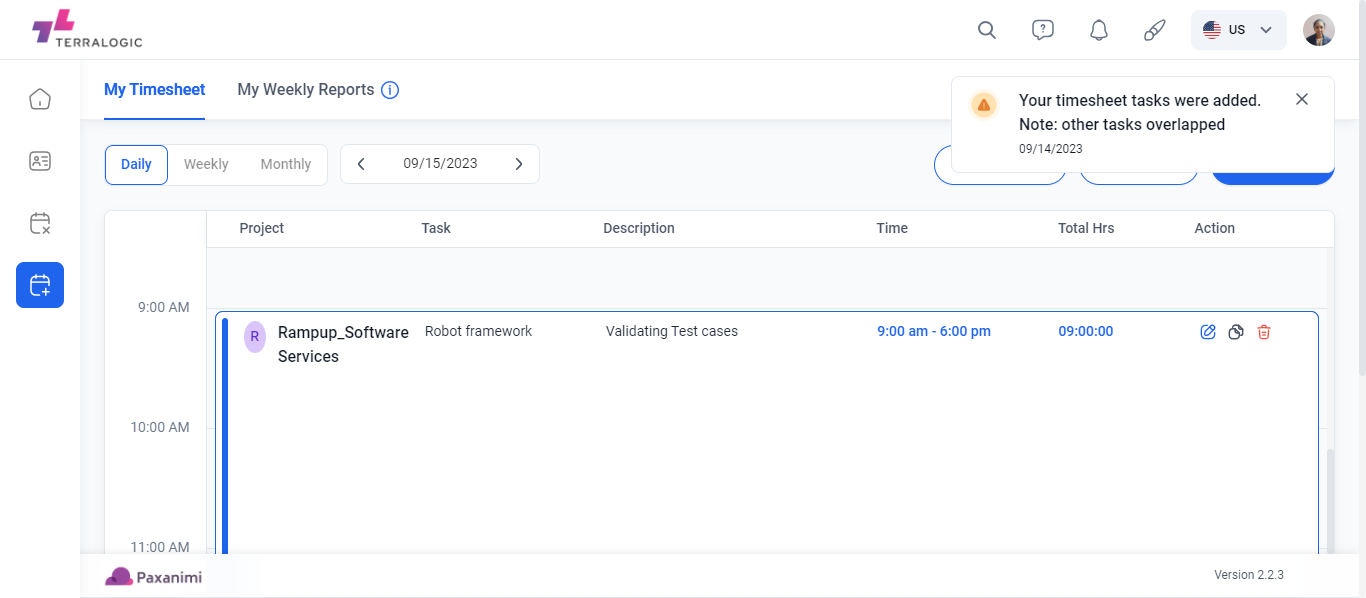 TERRALOGIC
US
My Timesheet
My Weekly Reports
Your timesheet tasks were added.
Note: other tasks overlapped
09/14/2023
Daily
Weekly
Monthly
09/15/2023
Project
Task
Description
Time
Total Hrs
Action
9:00 AM
R
Rampup_Software
Services
Robot framework
Validating Test cases
9:00 am - 6:00 pm
09:00:00
10:00 AM
11:00 AM
Paxanimi
Version 2.2.3